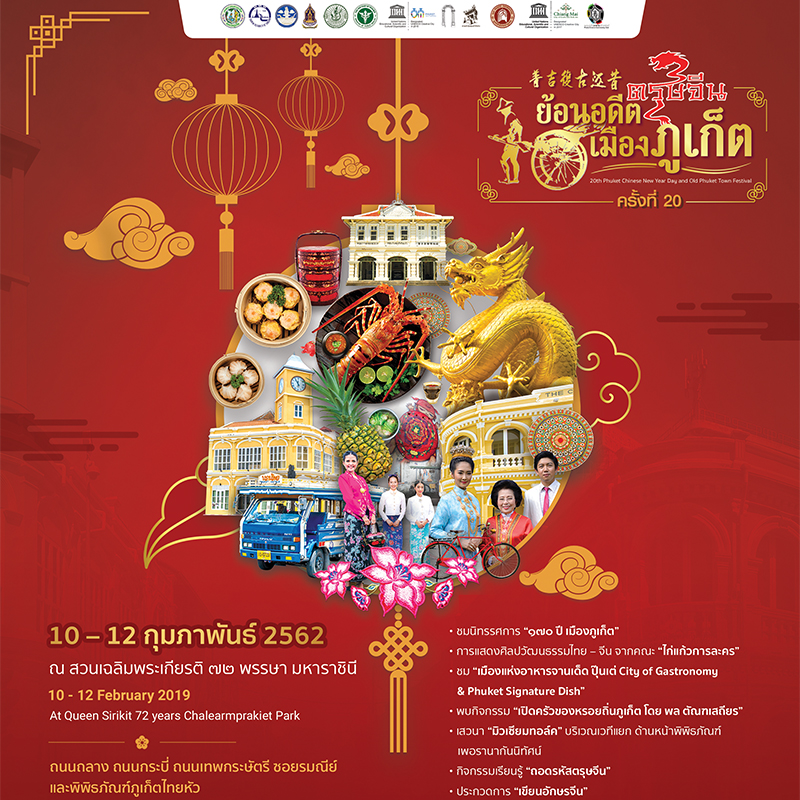 普吉復古迎昔
ตรุษจีน
ย้อนอดีต
เมืองภูเก็ต
20th Phuket Chinese New Year Day and Old Phuket Town Festival
ครั้งที่ 20
THE C
10 – 12 กุมภาพันธ์ 2562
ณ สวนเฉลิมพระเกียรติ ๗๒ พรรษา มหาราชินี
10 - 12 February 2019
At Queen Sirikit 72 years Chalearmprakiet Park
ถนนถลาง ถนนกระบี่ ถนนเทพกระษัตรี ซอยรมณีย์
และพิพิธภัณฑ์ภูเก็ตไทยหัว
• ชมนิทรรศการ “๑๗๐ ปี เมืองภูเก็ต”
• การแสดงศิลปวัฒนธรรมไทย – จีน จากคณะ “ไก่แก้วการละคร”
• ชม “เมืองแห่งอาหารจานเด็ด ปุ๊นเต่ City of Gastronomy
& Phuket Signature Dish”
• พบกิจกรรม “เปิดครัวของหรอยถิ่นภูเก็ต โดย พล ตัณฑเสถียร”
• เสวนา “มิวเซียมทอล์ค” บริเวณเวทีแยก ด้านหน้าพิพิธภัณฑ์
เพอรานากันนิทัศน์
• กิจกรรมเรียนรู้ “ถอดรหัสตรุษจีน”
• ประกวดการ “เขียนอักษรจีน”